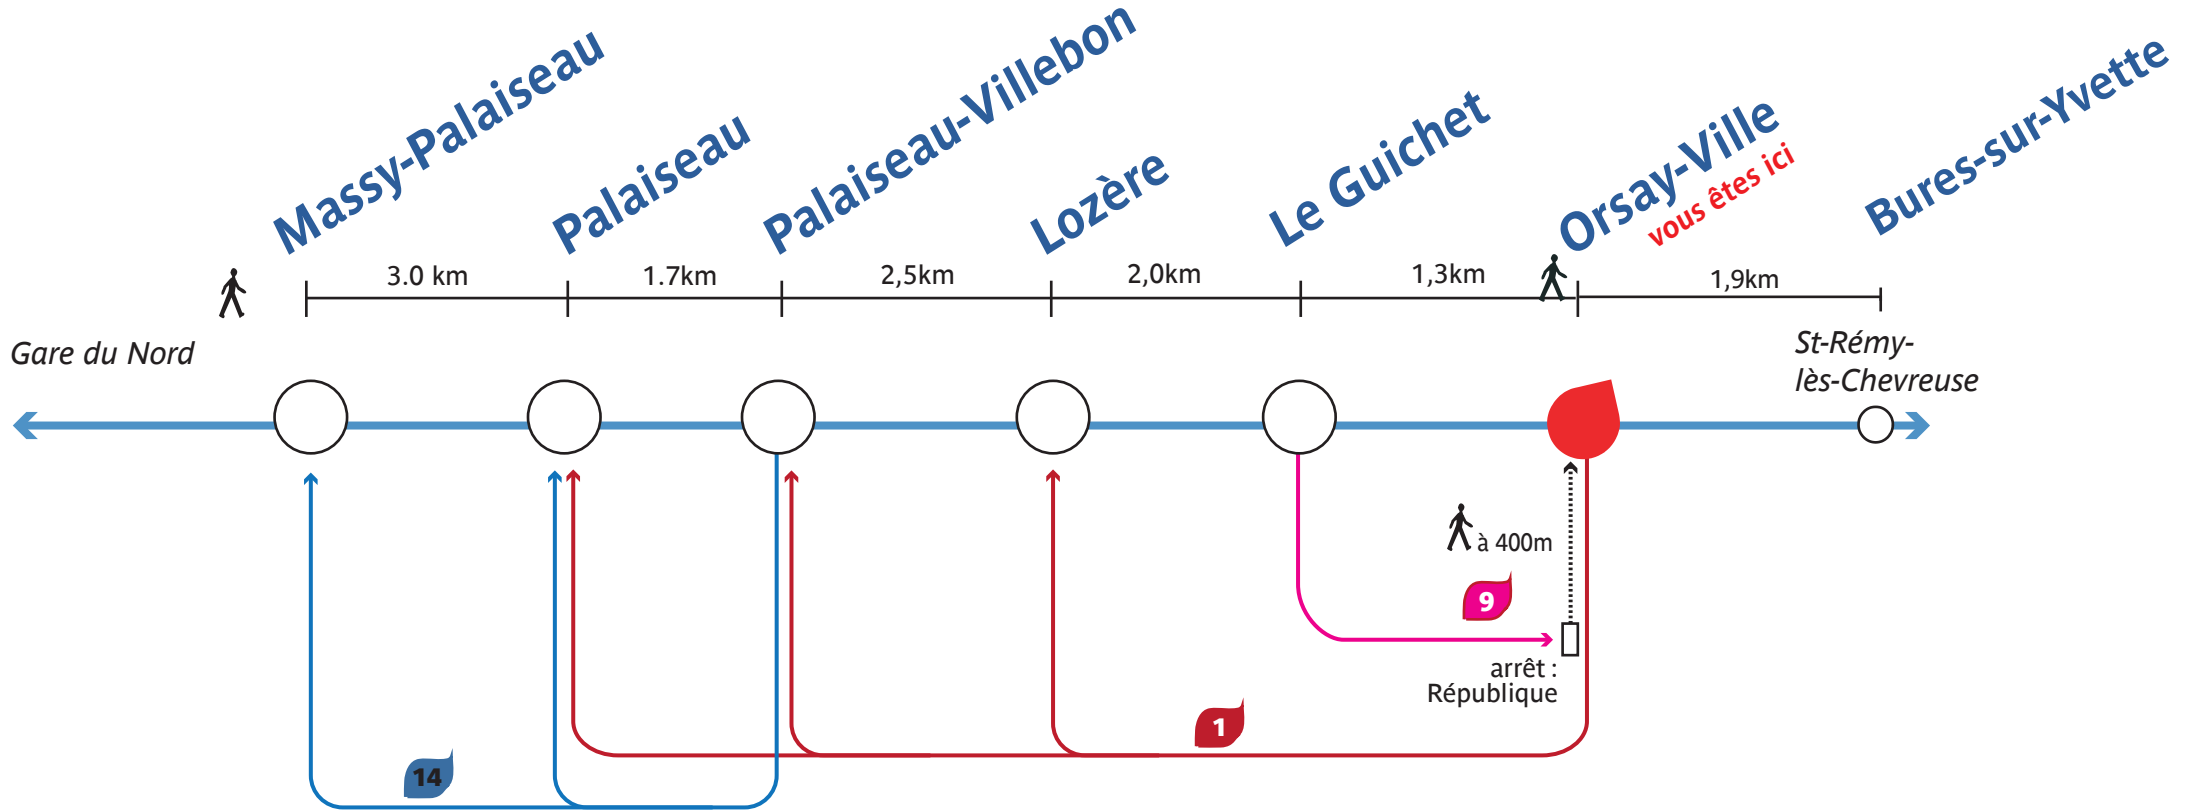 Massy-Palaiseau
Palaiseau
Palaiseau-Villebon
Lozère
Le Guichet
Orsay-Ville
vous êtes ici
Bures-sur-Yvette
3.0 km
1.7km
2,5km
2,0km
1,3km
1,9km
Gare du Nord
St-Rémy-
lès-Chevreuse
à 400m
9
arrêt :
République
1
14